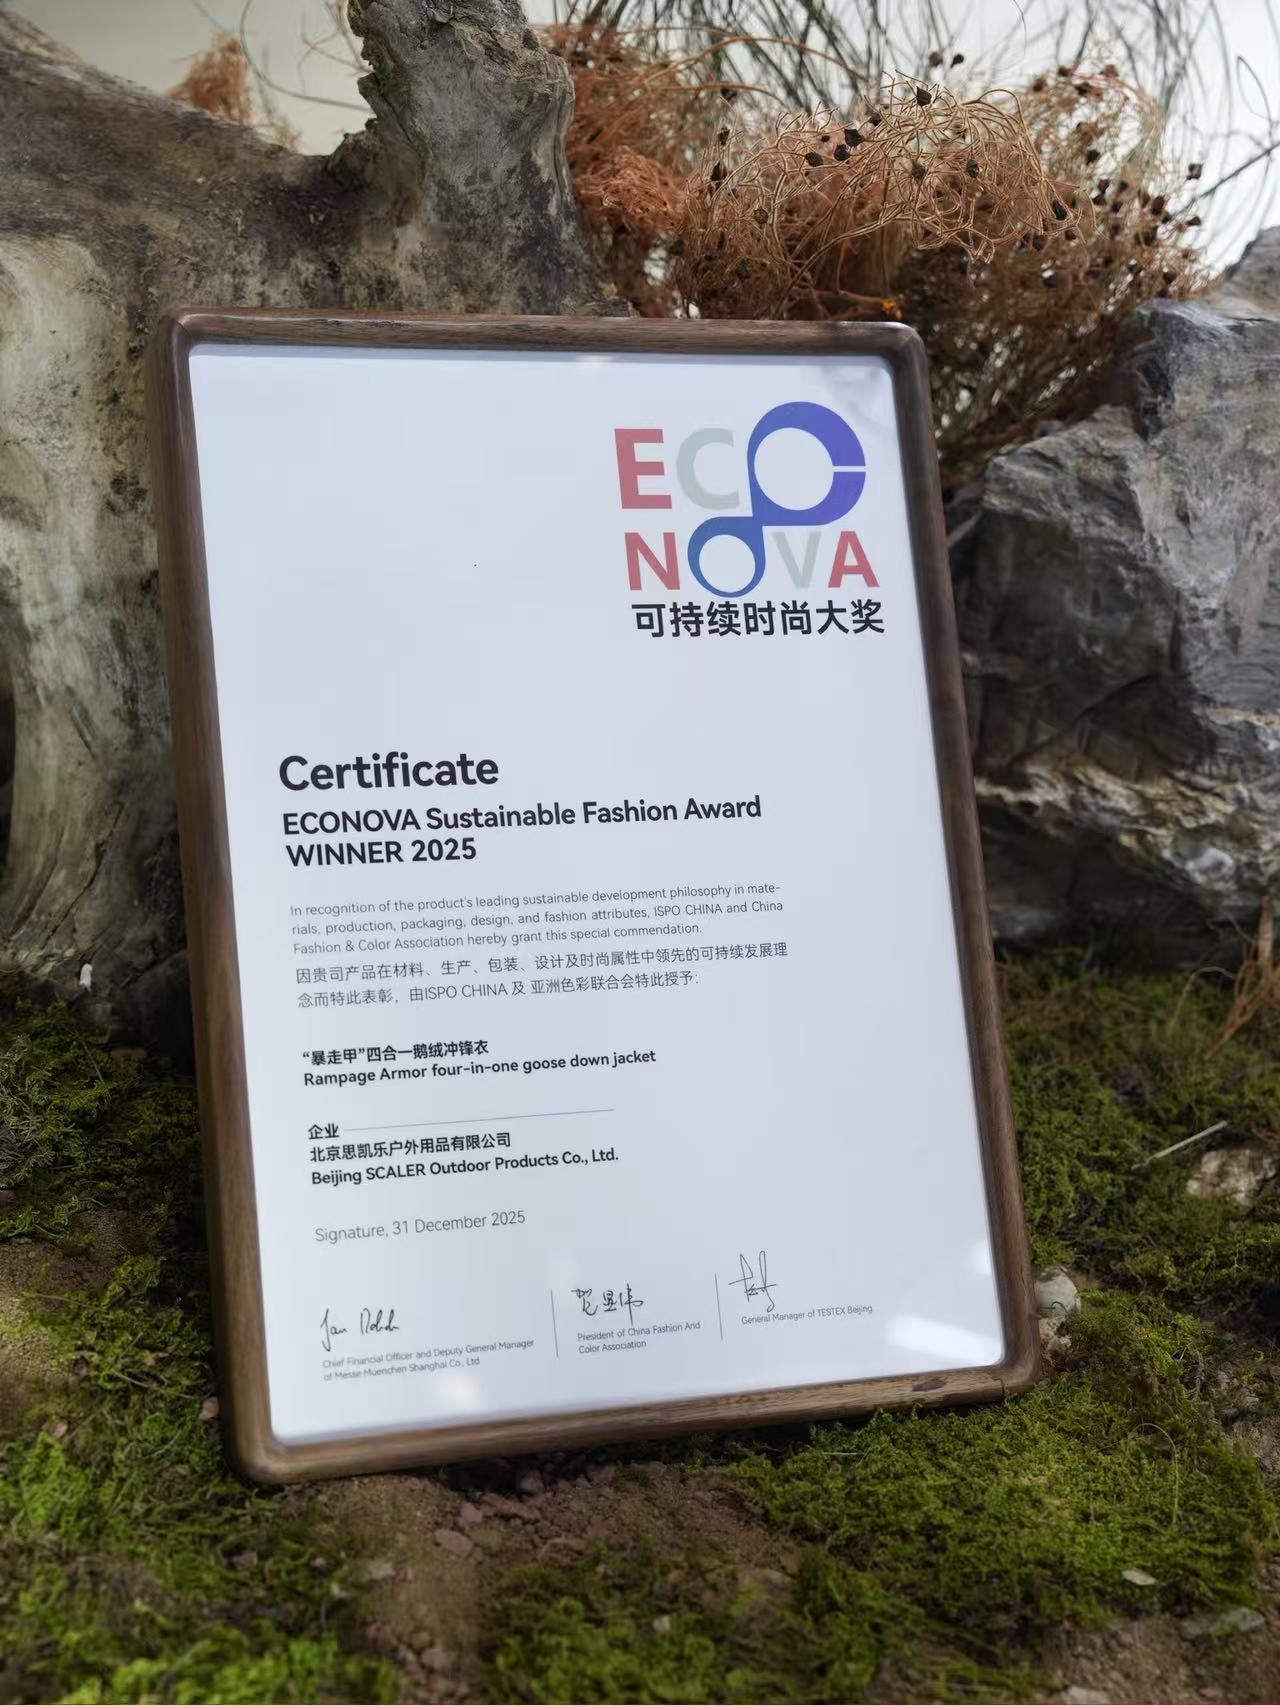 ECO
NOVA
可持续时尚大奖
Certificate
ECONOVA Sustainable Fashion Award
WINNER 2025
In recognition of the product's leading sustainable development philosophy in mate-
rials, production, packaging, design, and fashion attributes, ISPO CHINA and China
Fashion & Color Association hereby grant this special commendation.
因贵司产品在材料、生产、包装、设计及时尚属性中领先的可持续发展理
念而特此表彰，由ISPO CHINA 及 亚洲色彩联合会特此授予：
“暴走甲”四合一鹅绒冲锋衣
Rampage Armor four-in-one goose down jacket
企业
北京思凯乐户外用品有限公司
Beijing SCALER Outdoor Products Co., Ltd.
Signature, 31 December 2025
Chief Financial Officer and Deputy General Manager
of Messe Muenchen Shanghai Co., Ltd
President of China Fashion And
Color Association
General Manager of TESTEX Beijing